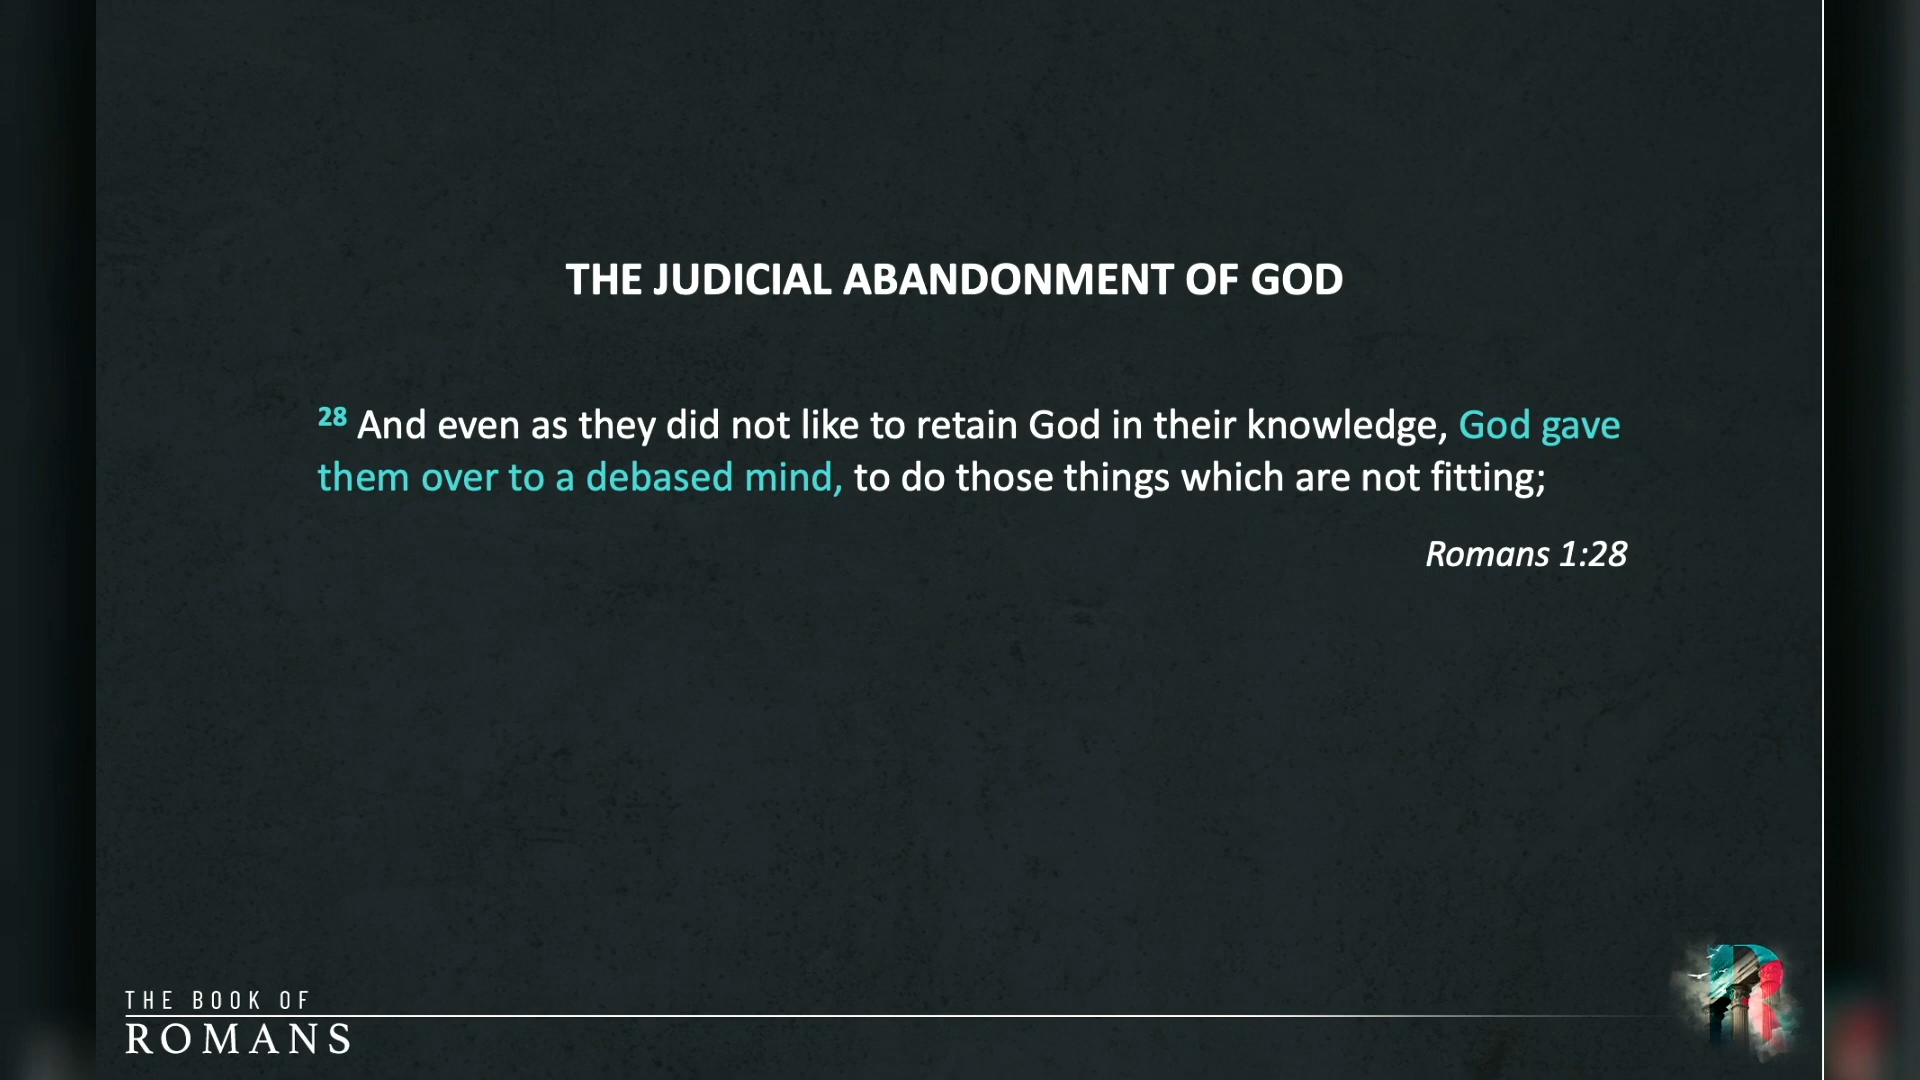 THE JUDICIAL ABANDONMENT OF GOD
28 And even as they did not like to retain God in their knowledge, God gave
them over to a debased mind, to do those things which are not fitting;
Romans 1:28
THE BOOK OF
ROMANS
R